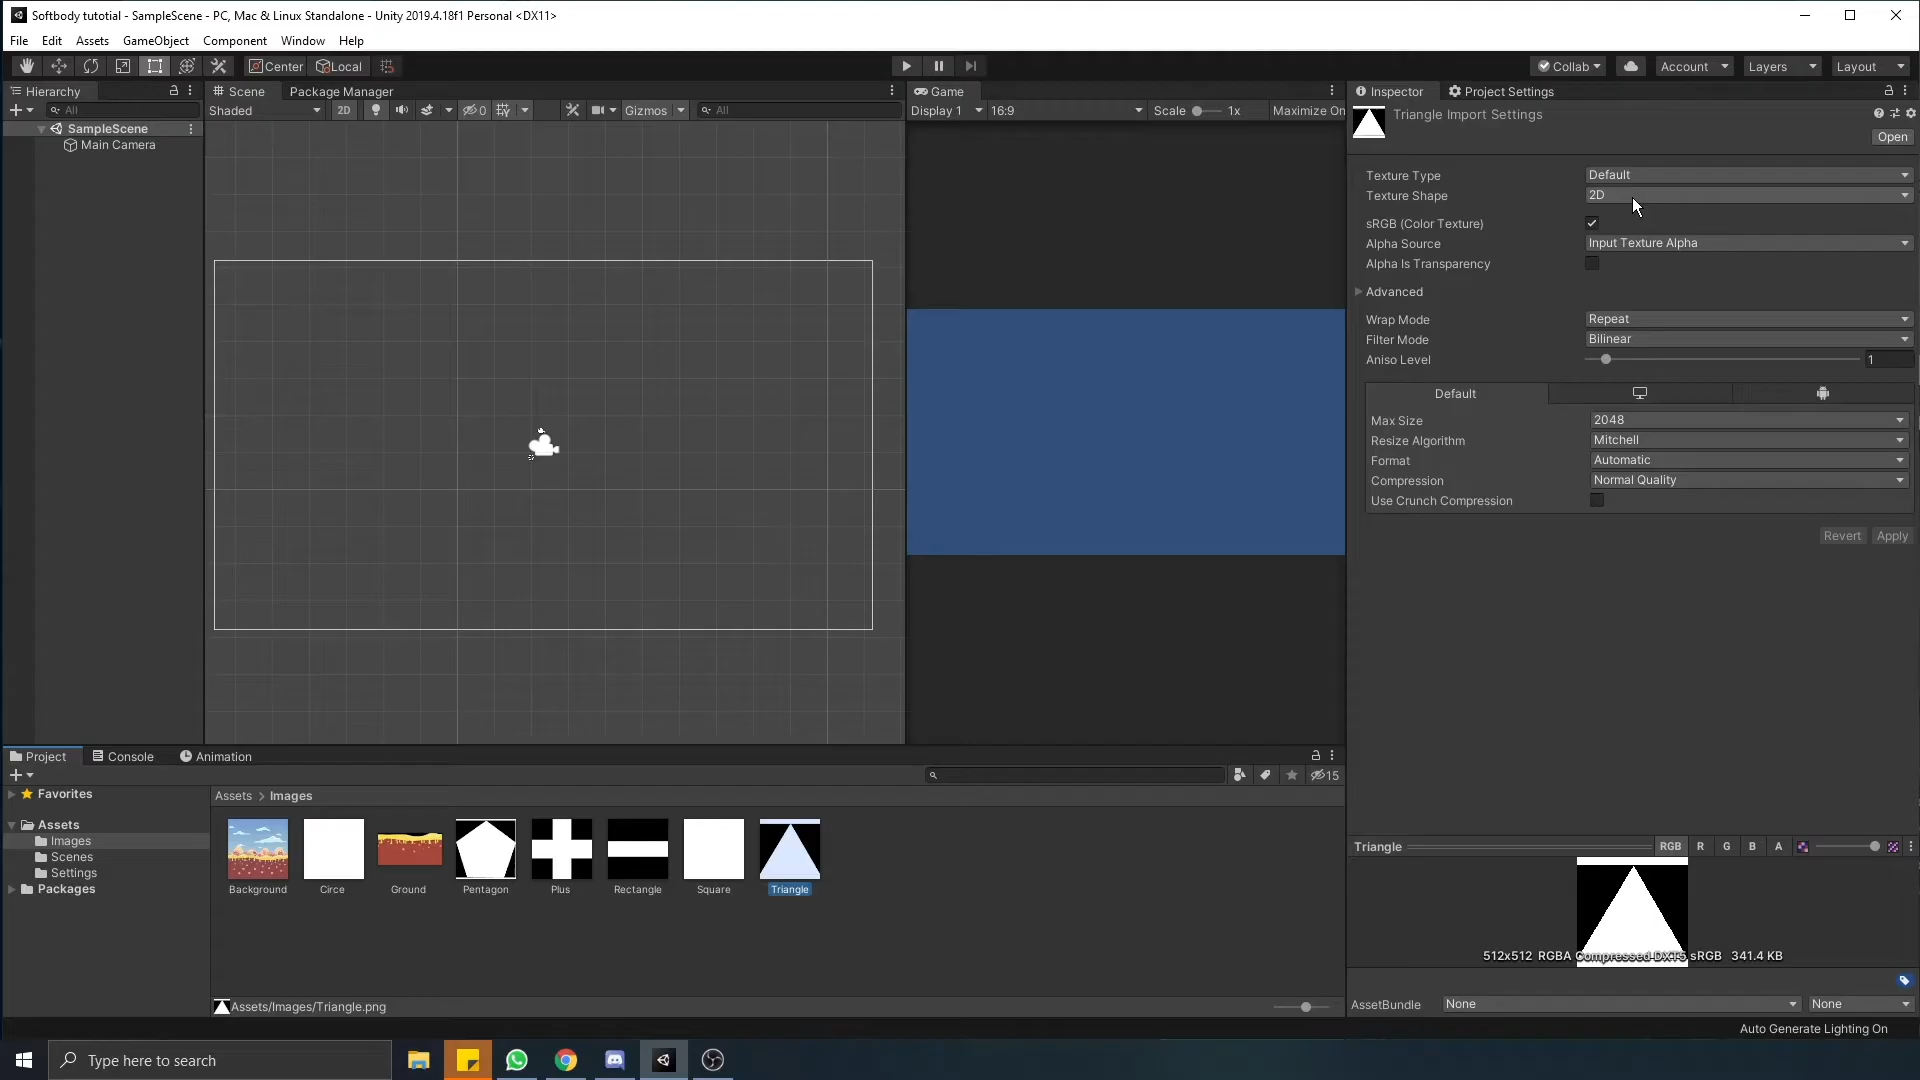 Softbody tutotial - SampleScene - PC, Mac & Linux Standalone - Unity 2019.4.18f1 Personal <DX11>
File Edit Assets GameObject Component Window Help
Center Local Collab Account Layers Layout
Hierarchy
All
SampleScene
Main Camera
Scene Package Manager
Shaded 2D 0 Gizmos All
Game
Display 1 16:9 Scale 1x Maximize On
Inspector Project Settings
Triangle Import Settings
Open
Texture Type Default
Texture Shape 2D
sRGB (Color Texture)
Alpha Source Input Texture Alpha
Alpha Is Transparency
Advanced
Wrap Mode Repeat
Filter Mode Bilinear
Aniso Level 1
Default
Max Size 2048
Resize Algorithm Mitchell
Format Automatic
Compression Normal Quality
Use Crunch Compression
Revert Apply
Project Console Animation
15
Favorites
Assets
Images
Scenes
Settings
Packages
Assets > Images
Background Circe Ground Pentagon Plus Rectangle Square Triangle
Assets/Images/Triangle.png
Triangle RGB R G B A
512x512 RGBA Compressed DXT5 sRGB 341.4 KB
AssetBundle None None
Auto Generate Lighting On
Type here to search